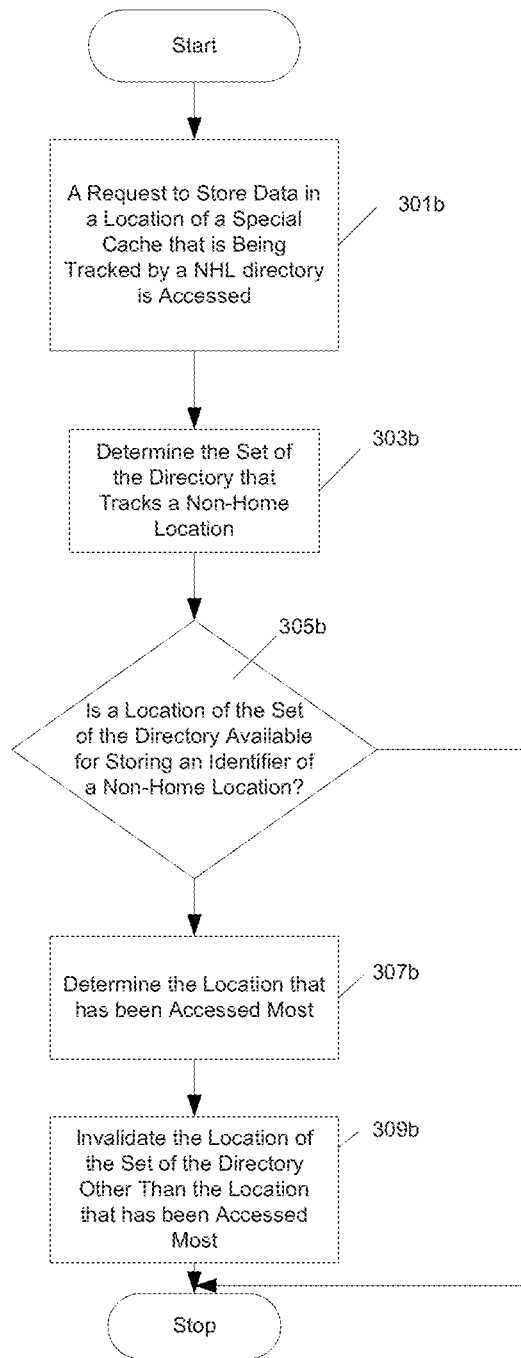 Start
A Request to Store Data in
a Location of a Special
Cache that is Being
Tracked by a NHL directory
is Accessed
301b
Determine the Set of
the Directory that
Tracks a Non-Home
Location
303b
305b
Is a Location of the Set
of the Directory Available
for Storing an Identifier of
a Non-Home Location?
Determine the Location that
has been Accessed Most
307b
Invalidate the Location of
the Set of the Directory
Other Than the Location
that has been Accessed
Most
309b
Stop